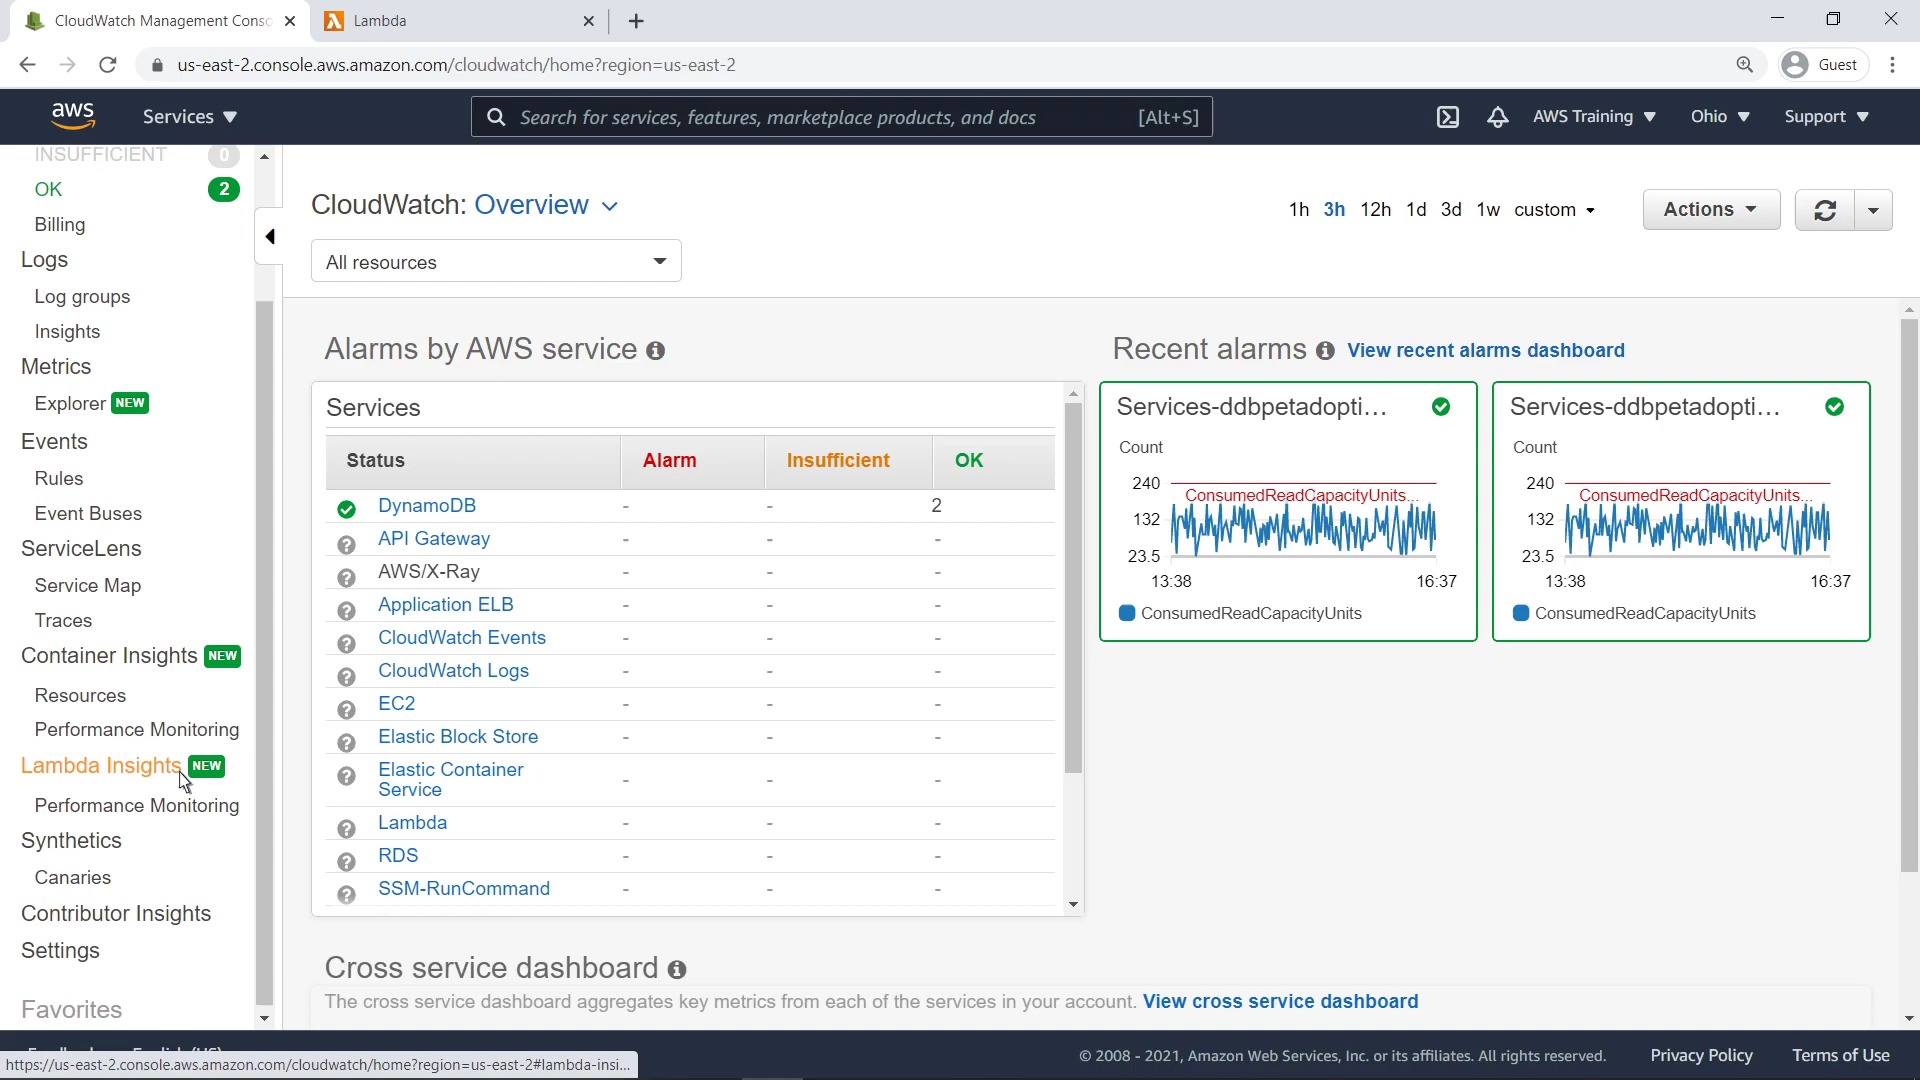 CloudWatch Management Conso
Lambda
us-east-2.console.aws.amazon.com/cloudwatch/home?region=us-east-2
Guest
aws
Services
Search for services, features, marketplace products, and docs
[Alt+S]
AWS Training
Ohio
Support
INSUFFICIENT 0
OK 2
Billing
Logs
Log groups
Insights
Metrics
Explorer NEW
Events
Rules
Event Buses
ServiceLens
Service Map
Traces
Container Insights NEW
Resources
Performance Monitoring
Lambda Insights NEW
Performance Monitoring
Synthetics
Canaries
Contributor Insights
Settings
Favorites
CloudWatch: Overview
1h 3h 12h 1d 3d 1w custom
Actions
All resources
Alarms by AWS service
Services
Status Alarm Insufficient OK
DynamoDB - - 2
API Gateway - - -
AWS/X-Ray - - -
Application ELB - - -
CloudWatch Events - - -
CloudWatch Logs - - -
EC2 - - -
Elastic Block Store - - -
Elastic Container
Service - - -
Lambda - - -
RDS - - -
SSM-RunCommand - - -
Recent alarms View recent alarms dashboard
Services-ddbpetadopti...
Count
240
ConsumedReadCapacityUnits...
132
23.5
13:38 16:37
ConsumedReadCapacityUnits
Services-ddbpetadopti...
Count
240
ConsumedReadCapacityUnits...
132
23.5
13:38 16:37
ConsumedReadCapacityUnits
Cross service dashboard
The cross service dashboard aggregates key metrics from each of the services in your account. View cross service dashboard
https://us-east-2.console.aws.amazon.com/cloudwatch/home?region=us-east-2#lambda-insi...
© 2008 - 2021, Amazon Web Services, Inc. or its affiliates. All rights reserved.
Privacy Policy
Terms of Use